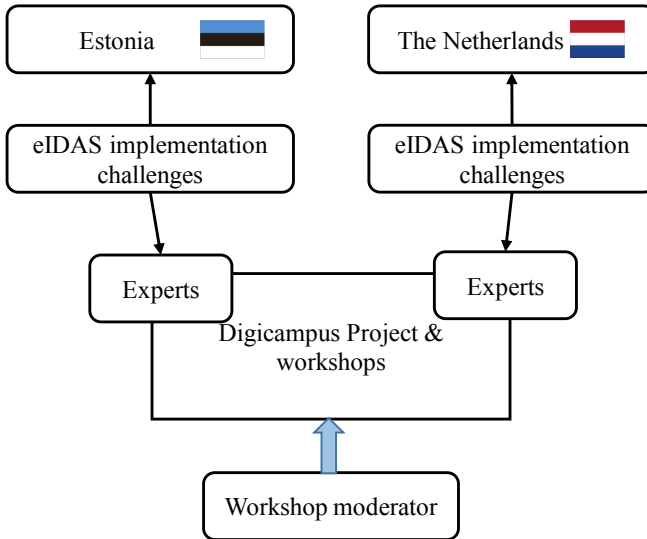 Estonia
The Netherlands
eIDAS implementation
challenges
eIDAS implementation
challenges
Experts
Experts
Digicampus Project &
workshops
Workshop moderator